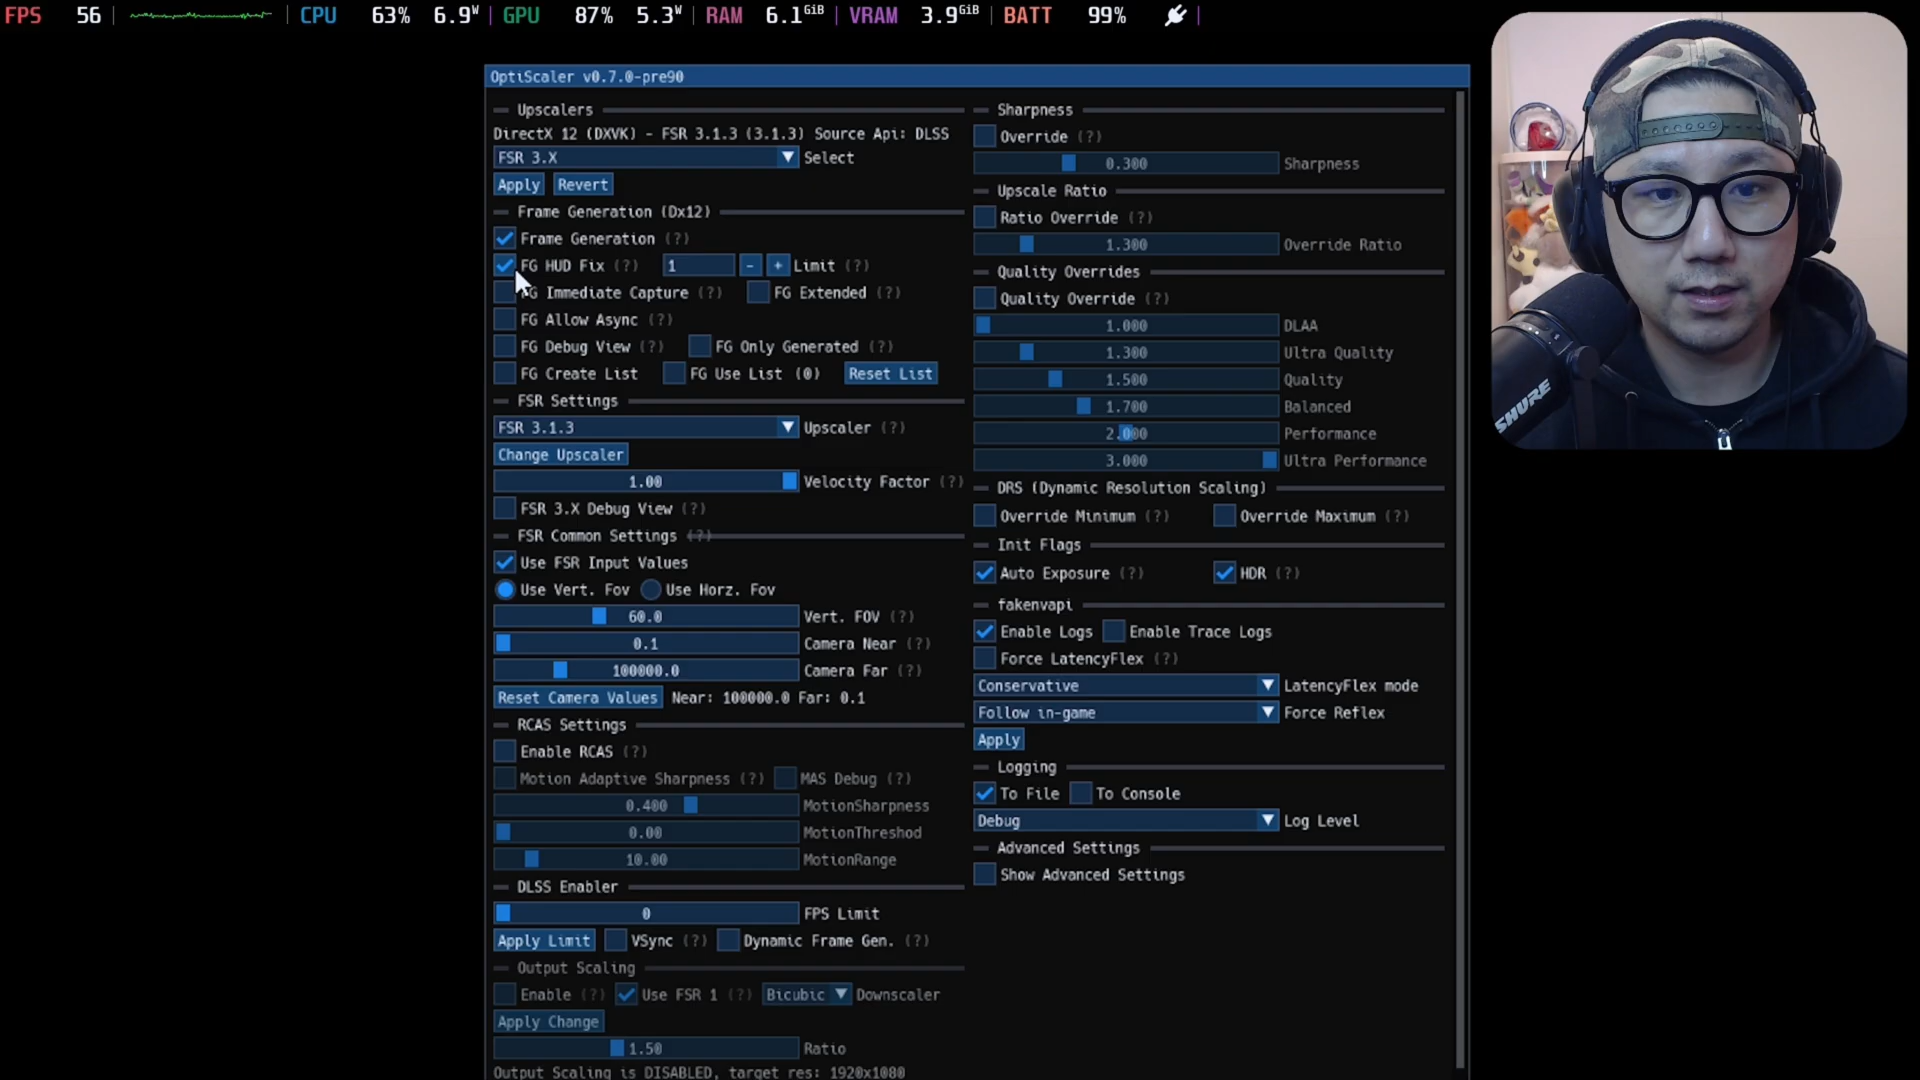 FPS 56 CPU 63% 6.9W GPU 87% 5.3W RAM 6.1GiB VRAM 3.9GiB BATT 99%
OptiScaler v0.7.0-pre90
Upscalers
DirectX 12 (DXVK) - FSR 3.1.3 (3.1.3) Source Api: DLSS
FSR 3.X Select
Apply Revert
Frame Generation (Dx12)
Frame Generation (?)
FG HUD Fix (?) 1 - + Limit (?)
FG Immediate Capture (?) FG Extended (?)
FG Allow Async (?)
FG Debug View (?) FG Only Generated (?)
FG Create List FG Use List (0) Reset List
FSR Settings
FSR 3.1.3 Upscaler (?)
Change Upscaler
1.00 Velocity Factor (?)
FSR 3.X Debug View (?)
FSR Common Settings (?)
Use FSR Input Values
Use Vert. Fov Use Horz. Fov
60.0 Vert. FOV (?)
0.1 Camera Near (?)
100000.0 Camera Far (?)
Reset Camera Values Near: 100000.0 Far: 0.1
RCAS Settings
Enable RCAS (?)
Motion Adaptive Sharpness (?) MAS Debug (?)
0.400 MotionSharpness
0.00 MotionThreshod
10.00 MotionRange
DLSS Enabler
0 FPS Limit
Apply Limit VSync (?) Dynamic Frame Gen. (?)
Output Scaling
Enable (?) Use FSR 1 (?) Bicubic Downscaler
Apply Change
1.50 Ratio
Output Scaling is DISABLED, target res: 1920x1080
Sharpness
Override (?)
0.300 Sharpness
Upscale Ratio
Ratio Override (?)
1.300 Override Ratio
Quality Overrides
Quality Override (?)
1.000 DLAA
1.300 Ultra Quality
1.500 Quality
1.700 Balanced
2.000 Performance
3.000 Ultra Performance
DRS (Dynamic Resolution Scaling)
Override Minimum (?) Override Maximum (?)
Init Flags
Auto Exposure (?) HDR (?)
fakenvapi
Enable Logs Enable Trace Logs
Force LatencyFlex (?)
Conservative LatencyFlex mode
Follow in-game Force Reflex
Apply
Logging
To File To Console
Debug Log Level
Advanced Settings
Show Advanced Settings
SHURE